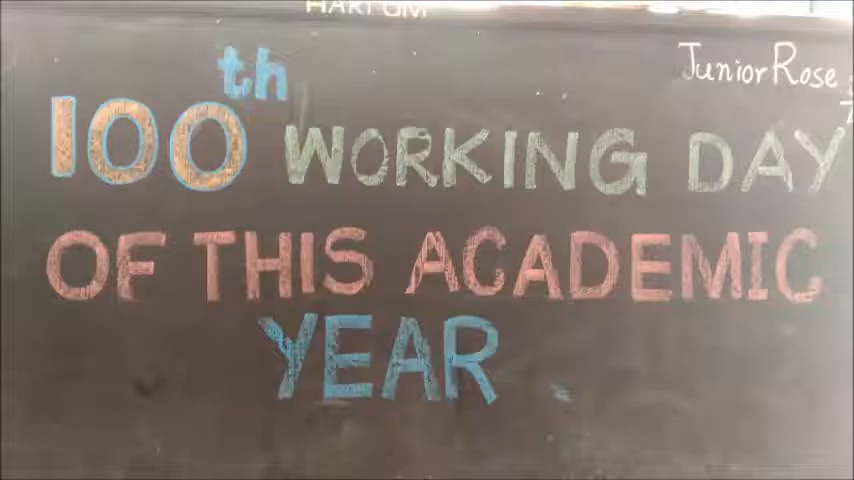 HARI OM
Junior Rose
100th WORKING DAY
OF THIS ACADEMIC
YEAR